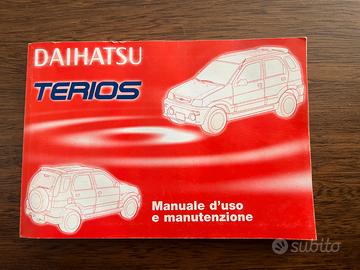 DAIHATSU
TERIOS
Manuale d'uso
e manutenzione
subito